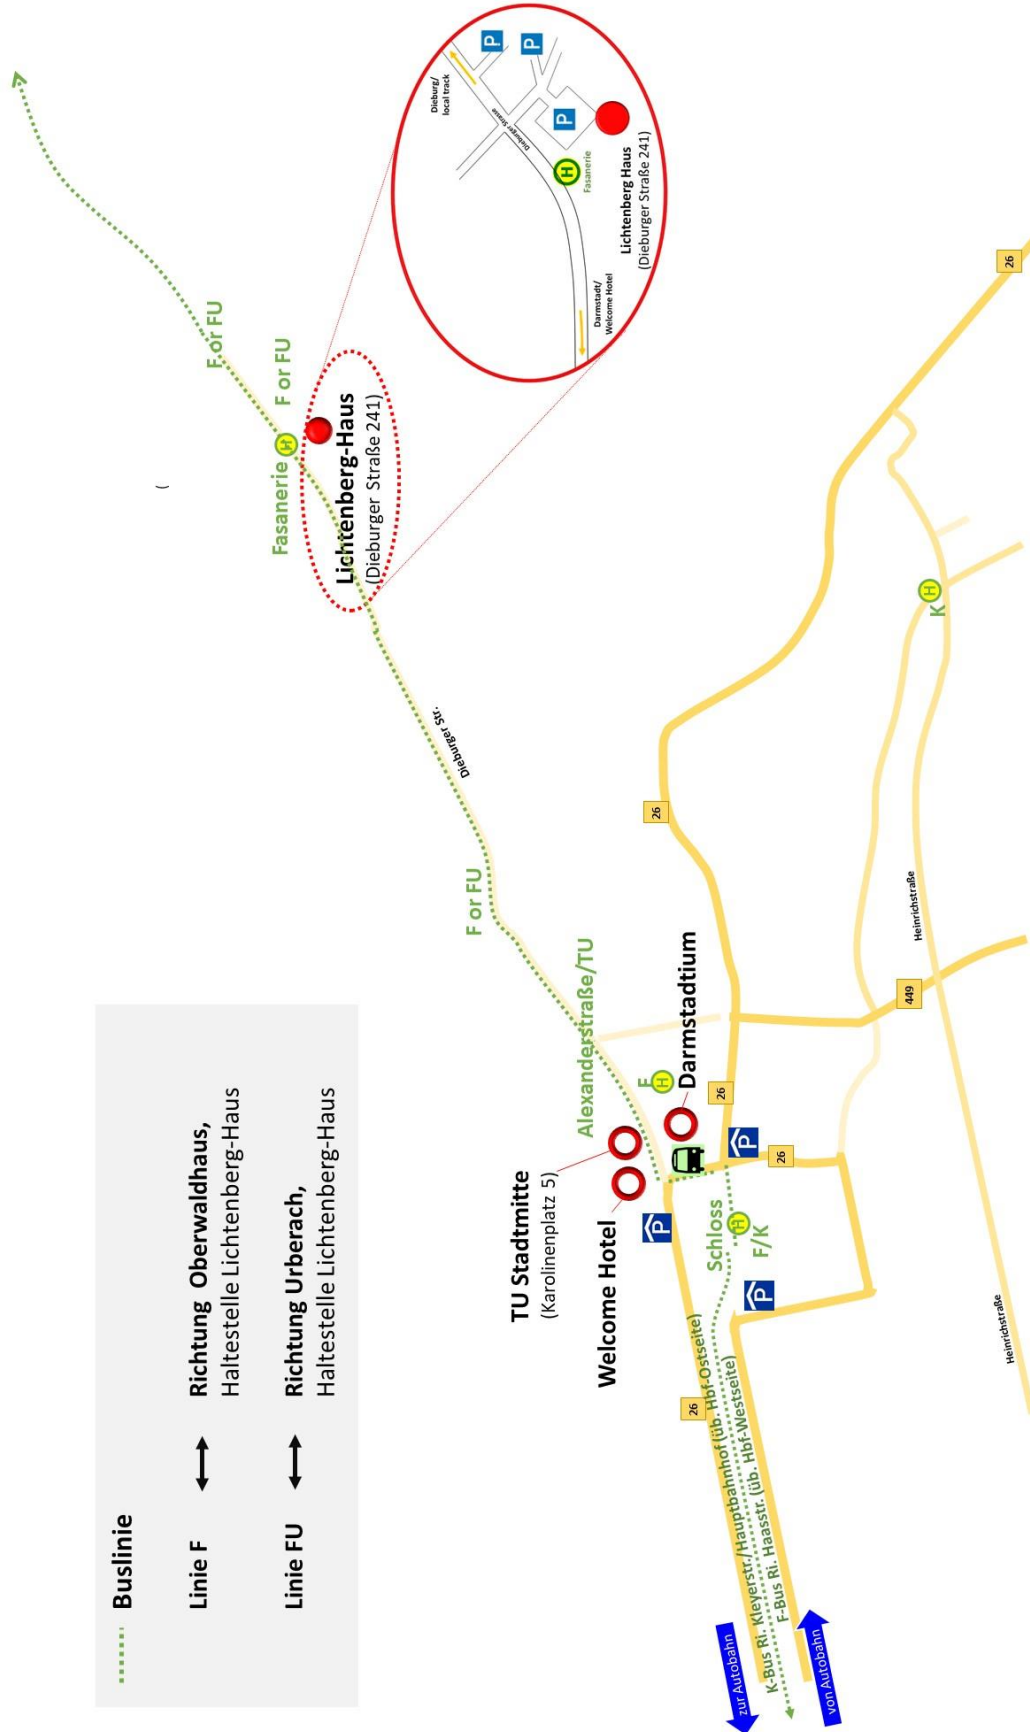 Buslinie
Linie F
Richtung Oberwaldhaus,
Haltestelle Lichtenberg-Haus
Linie FU
Richtung Urberach,
Haltestelle Lichtenberg-Haus
(
Fasanerie
H
F or FU
F or FU
Lichtenberg-Haus
(Dieburger Straße 241)
Dieburg/
local track
P
P
P
Dieburger Strasse
H
Fasanerie
Lichtenberg Haus
(Dieburger Straße 241)
Darmstadt/
Welcome Hotel
Dieburger Str.
F or FU
Alexanderstraße/TU
TU Stadtmitte
(Karolinenplatz 5)
Welcome Hotel
F
H
Darmstadtium
P
P
P
Schloss
H
F/K
26
26
26
26
26
449
K
H
Heinrichstraße
Heinrichstraße
K-Bus Ri. Kleyerstr./Hauptbahnhof (üb. Hbf-Ostseite)
F-Bus Ri. Haasstr. (üb. Hbf-Westseite)
zur Autobahn
von Autobahn